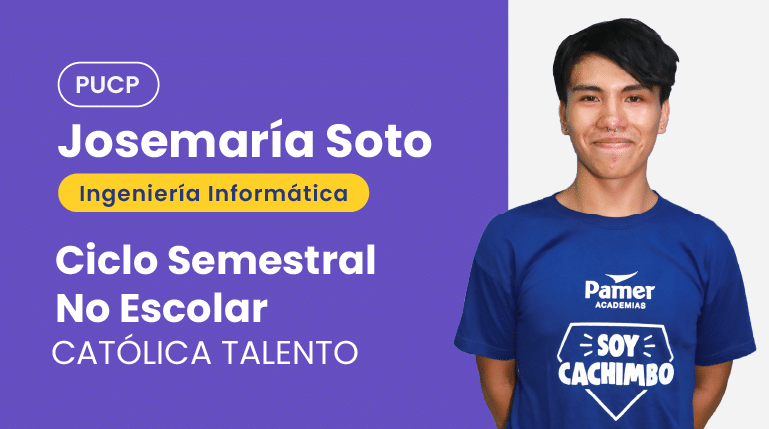 PUCP
Josemaría Soto
Ingeniería Informática
Ciclo Semestral
No Escolar
CATÓLICA TALENTO
Pamer
ACADEMIAS
SOY
CACHIMBO